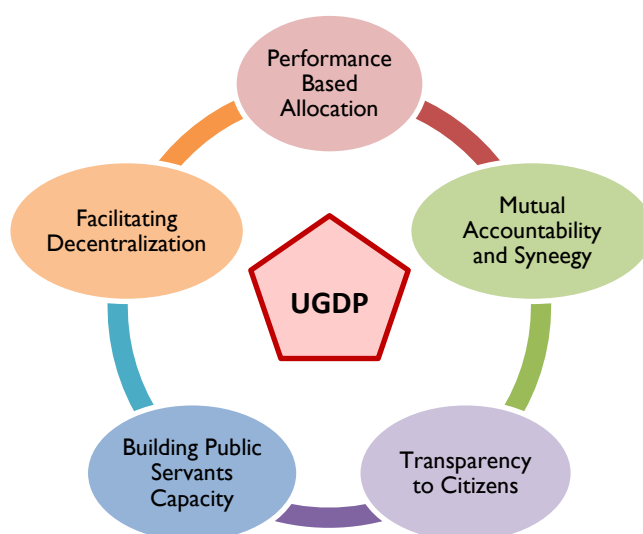 Performance
Based
Allocation
Mutual
Accountability
and Syneegy
Transparency
to Citizens
Building Public
Servants
Capacity
Facilitating
Decentralization
UGDP